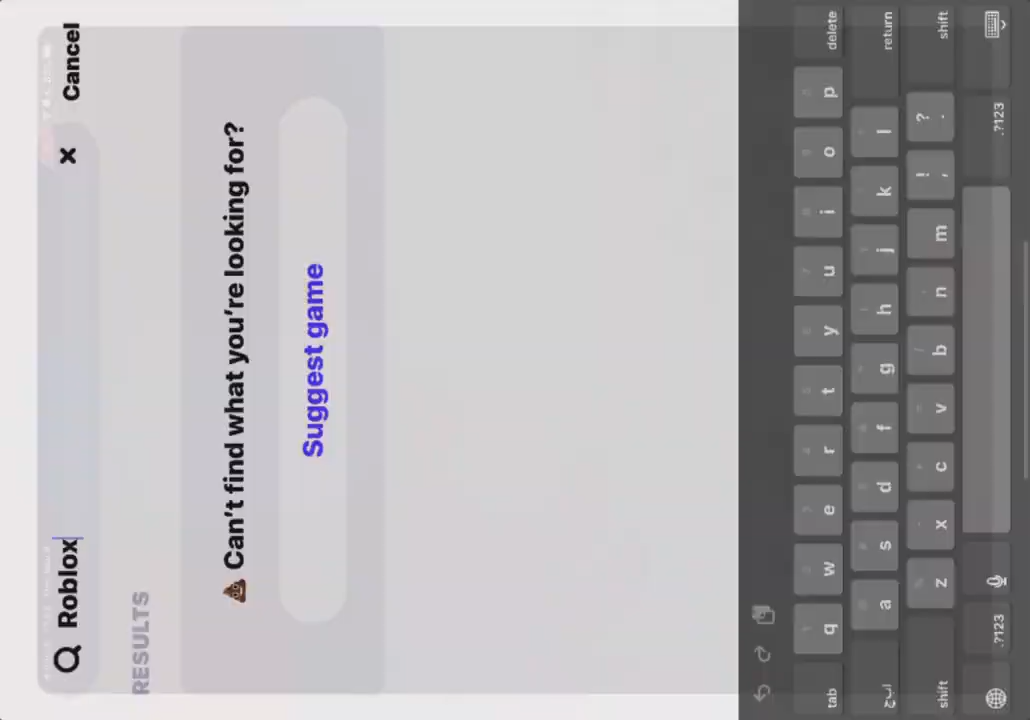 Roblox
Cancel
RESULTS
💩 Can't find what you're looking for?
Suggest game
tab q w e r t y u i o p delete
أب‌ج a s d f g h j k l return
shift z x c v b n m ! , ? . shift
.?123 .?123